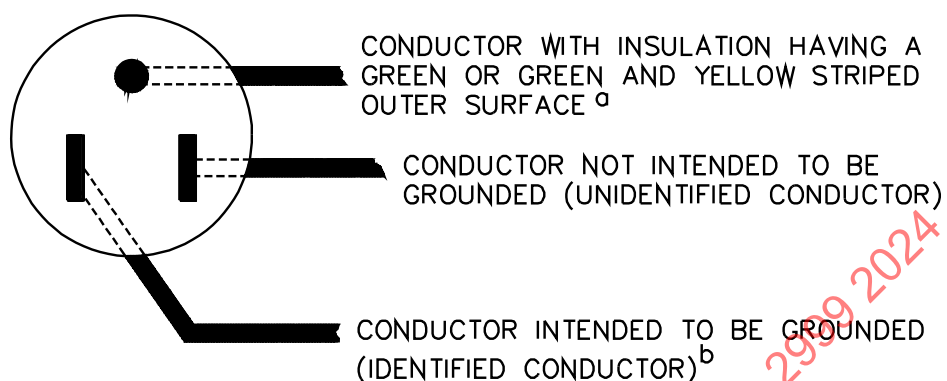 CONDUCTOR WITH INSULATION HAVING A
GREEN OR GREEN AND YELLOW STRIPED
OUTER SURFACE a
CONDUCTOR NOT INTENDED TO BE
GROUNDED (UNIDENTIFIED CONDUCTOR)
CONDUCTOR INTENDED TO BE GROUNDED
(IDENTIFIED CONDUCTOR)b
2999 2024